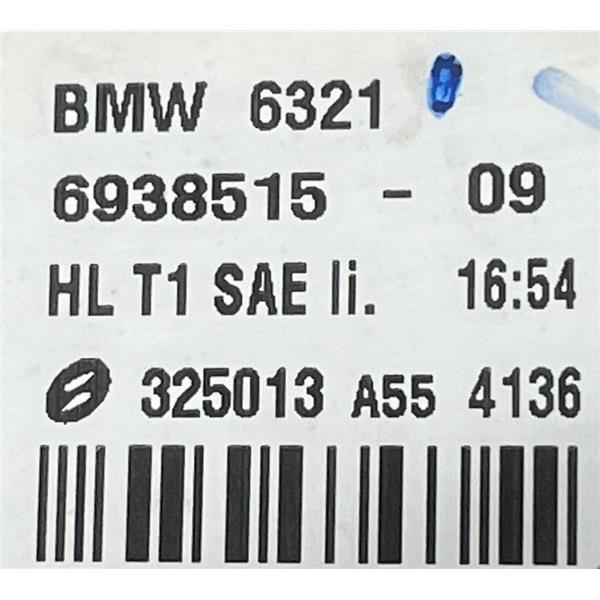 BMW 6321
6938515 - 09
HL T1 SAE li. 16:54
325013 A55 4136